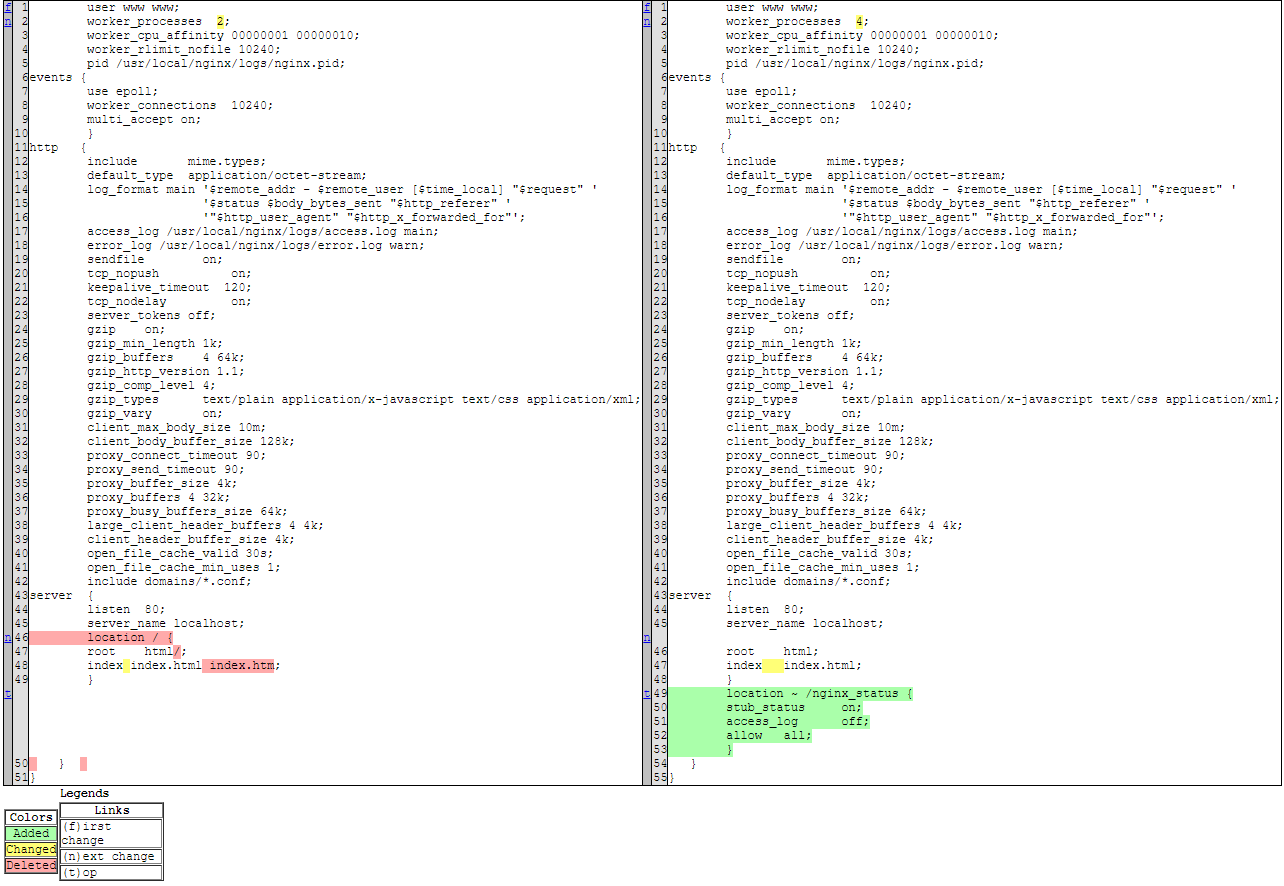 f 1 user www www;
n 2 worker_processes  2;
3 worker_cpu_affinity 00000001 00000010;
4 worker_rlimit_nofile 10240;
5 pid /usr/local/nginx/logs/nginx.pid;
6 events {
7 use epoll;
8 worker_connections  10240;
9 multi_accept on;
10 }
11 http   {
12 include       mime.types;
13 default_type  application/octet-stream;
14 log_format main '$remote_addr - $remote_user [$time_local] "$request" '
15 '$status $body_bytes_sent "$http_referer" '
16 '"$http_user_agent" "$http_x_forwarded_for"';
17 access_log /usr/local/nginx/logs/access.log main;
18 error_log /usr/local/nginx/logs/error.log warn;
19 sendfile        on;
20 tcp_nopush          on;
21 keepalive_timeout  120;
22 tcp_nodelay         on;
23 server_tokens off;
24 gzip    on;
25 gzip_min_length 1k;
26 gzip_buffers    4 64k;
27 gzip_http_version 1.1;
28 gzip_comp_level 4;
29 gzip_types      text/plain application/x-javascript text/css application/xml;
30 gzip_vary       on;
31 client_max_body_size 10m;
32 client_body_buffer_size 128k;
33 proxy_connect_timeout 90;
34 proxy_send_timeout 90;
35 proxy_buffer_size 4k;
36 proxy_buffers 4 32k;
37 proxy_busy_buffers_size 64k;
38 large_client_header_buffers 4 4k;
39 client_header_buffer_size 4k;
40 open_file_cache_valid 30s;
41 open_file_cache_min_uses 1;
42 include domains/*.conf;
43 server  {
44 listen  80;
45 server_name localhost;
n 46 location / {
47 root    html/;
48 index index.html index.htm;
49 }
t
50 }
51 }
f 1 user www www;
n 2 worker_processes  4;
3 worker_cpu_affinity 00000001 00000010;
4 worker_rlimit_nofile 10240;
5 pid /usr/local/nginx/logs/nginx.pid;
6 events {
7 use epoll;
8 worker_connections  10240;
9 multi_accept on;
10 }
11 http   {
12 include       mime.types;
13 default_type  application/octet-stream;
14 log_format main '$remote_addr - $remote_user [$time_local] "$request" '
15 '$status $body_bytes_sent "$http_referer" '
16 '"$http_user_agent" "$http_x_forwarded_for"';
17 access_log /usr/local/nginx/logs/access.log main;
18 error_log /usr/local/nginx/logs/error.log warn;
19 sendfile        on;
20 tcp_nopush          on;
21 keepalive_timeout  120;
22 tcp_nodelay         on;
23 server_tokens off;
24 gzip    on;
25 gzip_min_length 1k;
26 gzip_buffers    4 64k;
27 gzip_http_version 1.1;
28 gzip_comp_level 4;
29 gzip_types      text/plain application/x-javascript text/css application/xml;
30 gzip_vary       on;
31 client_max_body_size 10m;
32 client_body_buffer_size 128k;
33 proxy_connect_timeout 90;
34 proxy_send_timeout 90;
35 proxy_buffer_size 4k;
36 proxy_buffers 4 32k;
37 proxy_busy_buffers_size 64k;
38 large_client_header_buffers 4 4k;
39 client_header_buffer_size 4k;
40 open_file_cache_valid 30s;
41 open_file_cache_min_uses 1;
42 include domains/*.conf;
43 server  {
44 listen  80;
45 server_name localhost;
n
46 root    html;
47 index   index.html;
48 }
t 49 location ~ /nginx_status {
50 stub_status     on;
51 access_log      off;
52 allow   all;
53 }
54 }
55 }
Legends
Colors
Added
Changed
Deleted
Links
(f)irst
change
(n)ext change
(t)op